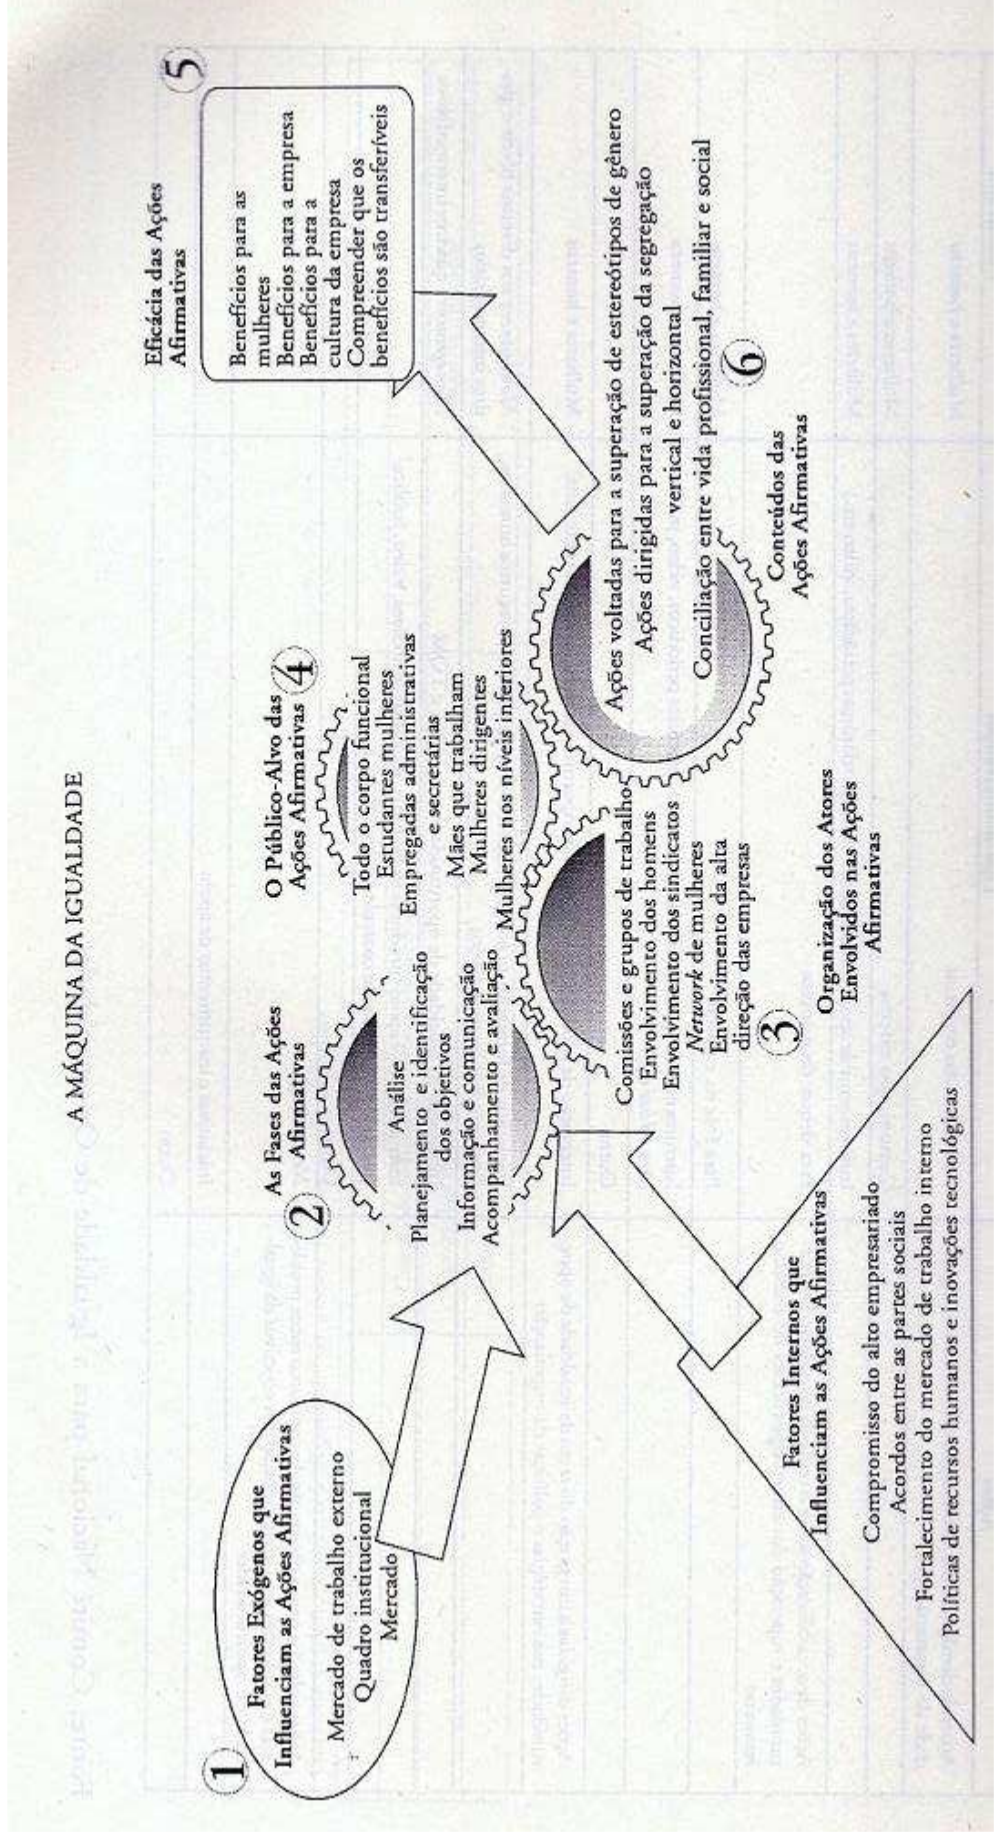 A MÁQUINA DA IGUALDADE
1
Fatores Exógenos que
Influenciam as Ações Afirmativas
Mercado de trabalho externo
Quadro institucional
Mercado
2
As Fases das Ações
Afirmativas
Análise
Planejamento e identificação
dos objetivos
Informação e comunicação
Acompanhamento e avaliação
O Público-Alvo das
Ações Afirmativas
4
Todo o corpo funcional
Estudantes mulheres
Empregadas administrativas
e secretárias
Mães que trabalham
Mulheres dirigentes
Mulheres nos níveis inferiores
Eficácia das Ações
Afirmativas
5
Benefícios para as
mulheres
Benefícios para a empresa
Benefícios para a
cultura da empresa
Compreender que os
benefícios são transferíveis
Fatores Internos que
Influenciam as Ações Afirmativas
Compromisso do alto empresariado
Acordos entre as partes sociais
Fortalecimento do mercado de trabalho interno
Políticas de recursos humanos e inovações tecnológicas
Comissões e grupos de trabalho
Envolvimento dos homens
Envolvimento dos sindicatos
Network de mulheres
Envolvimento da alta
direção das empresas
3
Organização dos Atores
Envolvidos nas Ações
Afirmativas
Ações voltadas para a superação de estereótipos de gênero
Ações dirigidas para a superação da segregação
vertical e horizontal
Conciliação entre vida profissional, familiar e social
6
Conteúdos das
Ações Afirmativas